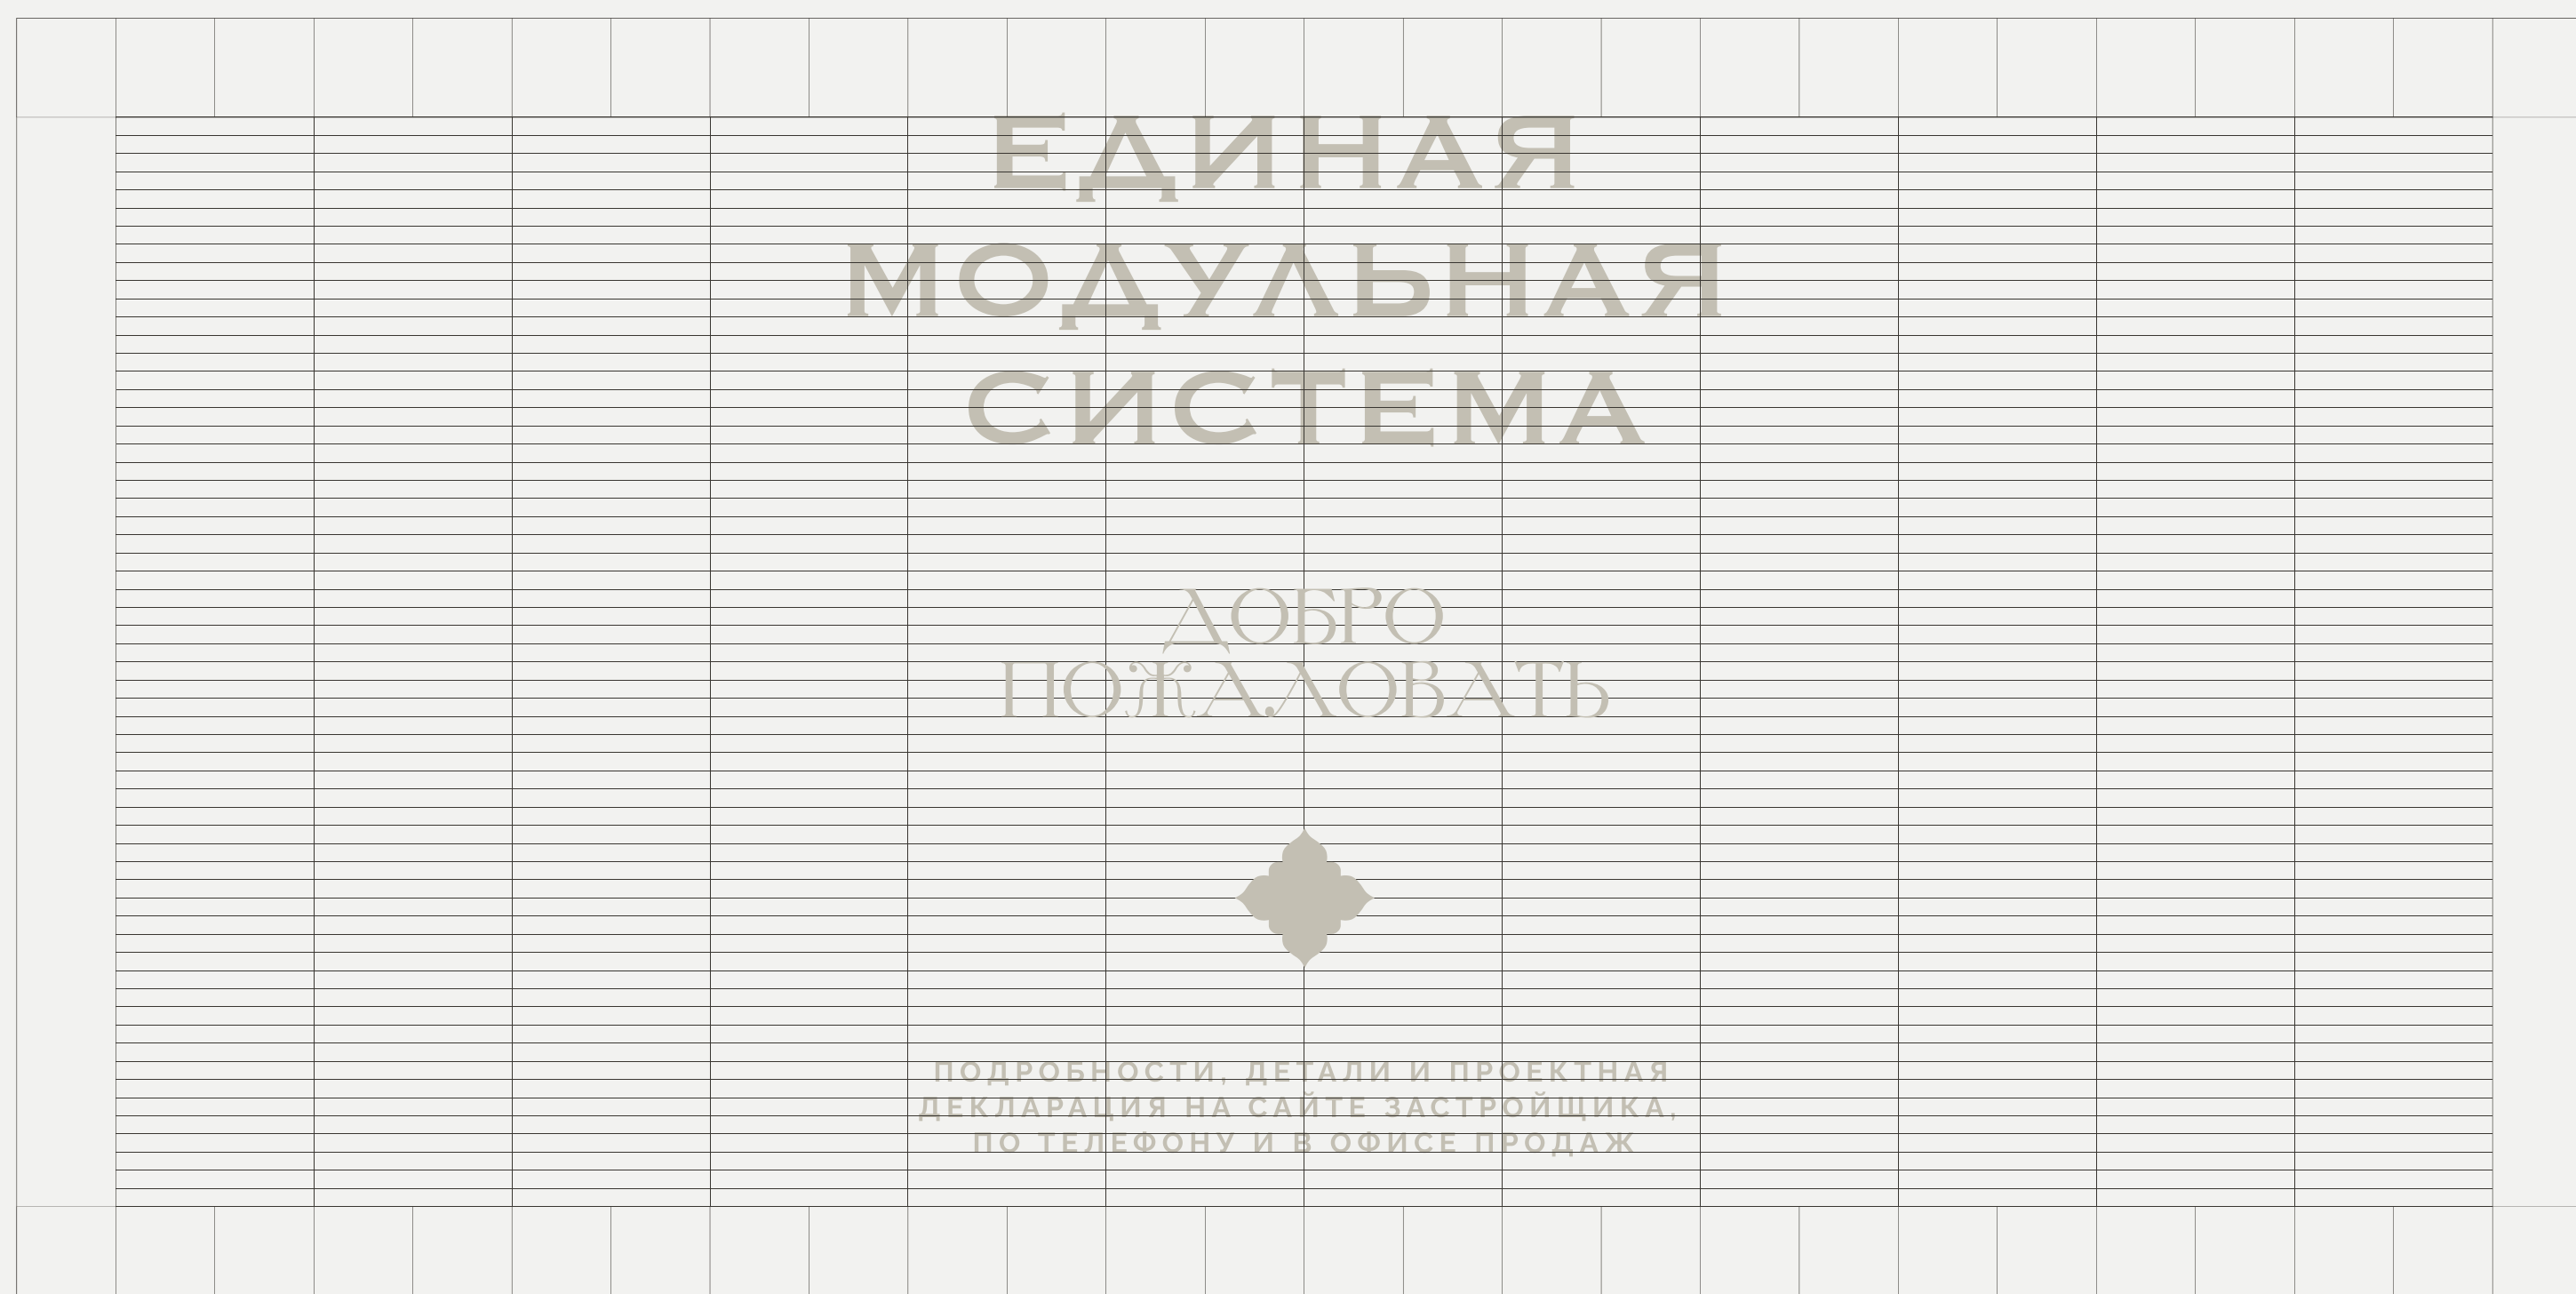 ЕДИНАЯ
МОДУЛЬНАЯ
СИСТЕМА
ДОБРО
ПОЖАЛОВАТЬ
ПОДРОБНОСТИ, ДЕТАЛИ И ПРОЕКТНАЯ
ДЕКЛАРАЦИЯ НА САЙТЕ ЗАСТРОЙЩИКА,
ПО ТЕЛЕФОНУ И В ОФИСЕ ПРОДАЖ